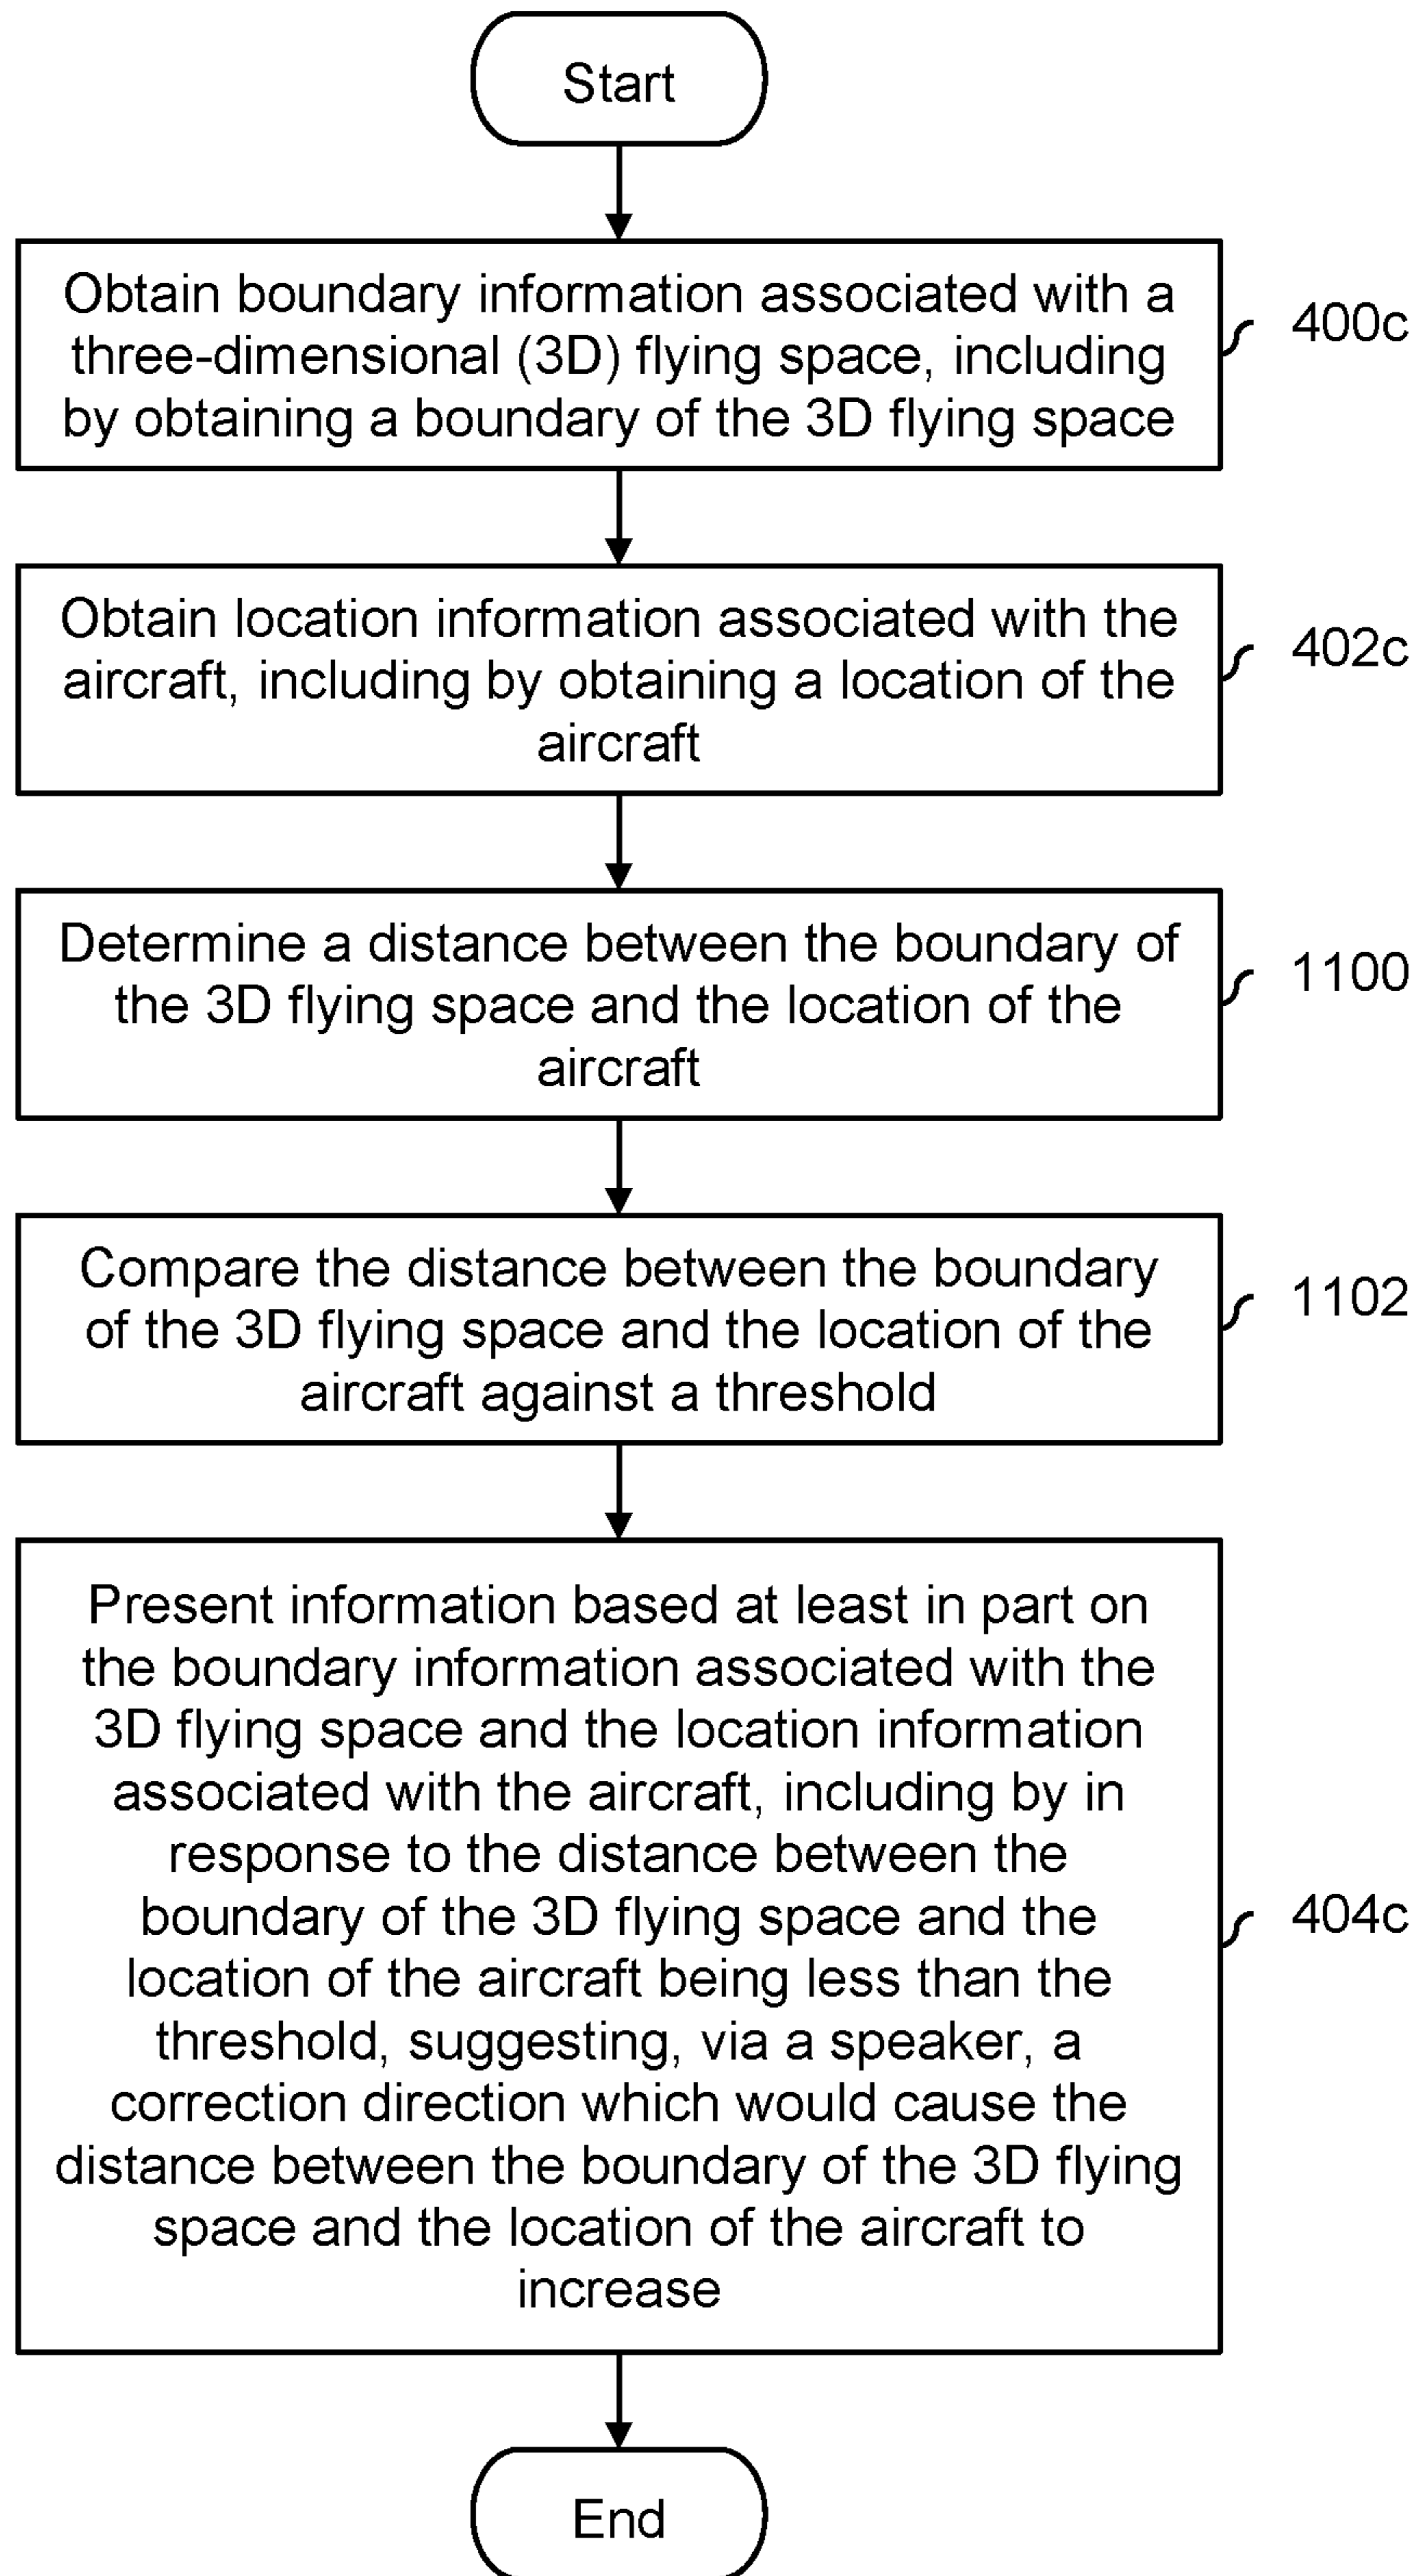 Start
Obtain boundary information associated with a
three-dimensional (3D) flying space, including
by obtaining a boundary of the 3D flying space
400c
Obtain location information associated with the
aircraft, including by obtaining a location of the
aircraft
402c
Determine a distance between the boundary of
the 3D flying space and the location of the
aircraft
1100
Compare the distance between the boundary
of the 3D flying space and the location of the
aircraft against a threshold
1102
Present information based at least in part on
the boundary information associated with the
3D flying space and the location information
associated with the aircraft, including by in
response to the distance between the
boundary of the 3D flying space and the
location of the aircraft being less than the
threshold, suggesting, via a speaker, a
correction direction which would cause the
distance between the boundary of the 3D flying
space and the location of the aircraft to
increase
404c
End